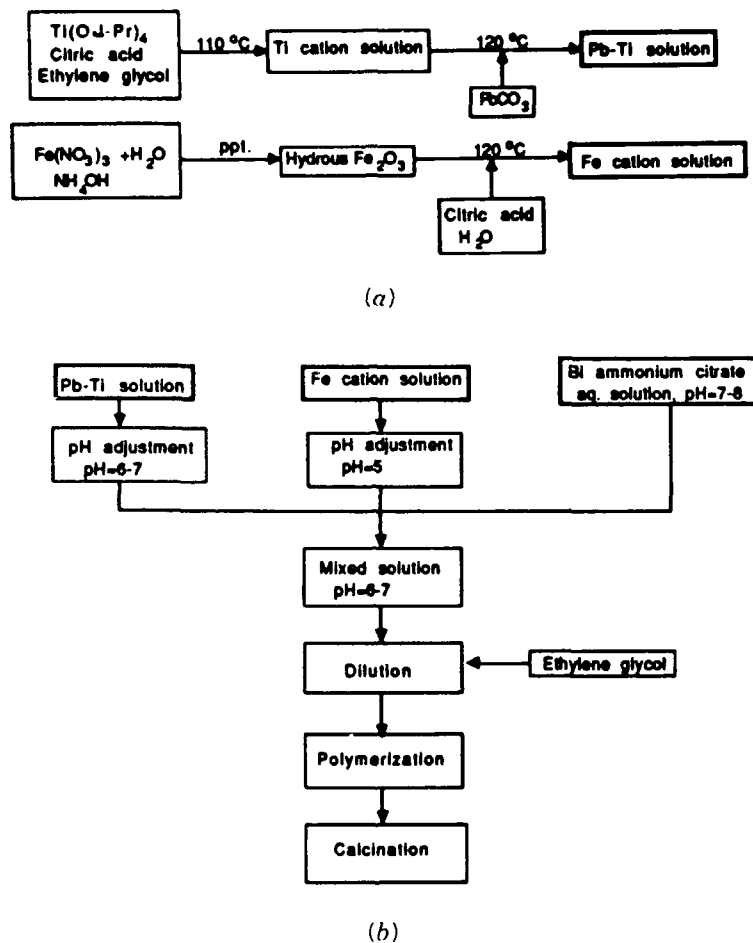 Ti(O-i-Pr)4
Citric acid
Ethylene glycol
110 °C
Ti cation solution
120 °C
Pb-Ti solution
PbCO3
Fe(NO3)3 +H2O
NH4OH
ppt.
Hydrous Fe2O3
120 °C
Fe cation solution
Citric acid
H2O
(a)
Pb-Ti solution
Fe cation solution
Bi ammonium citrate
aq. solution, pH=7-8
pH adjustment
pH=6-7
pH adjustment
pH=5
Mixed solution
pH=6-7
Dilution
Ethylene glycol
Polymerization
Calcination
(b)